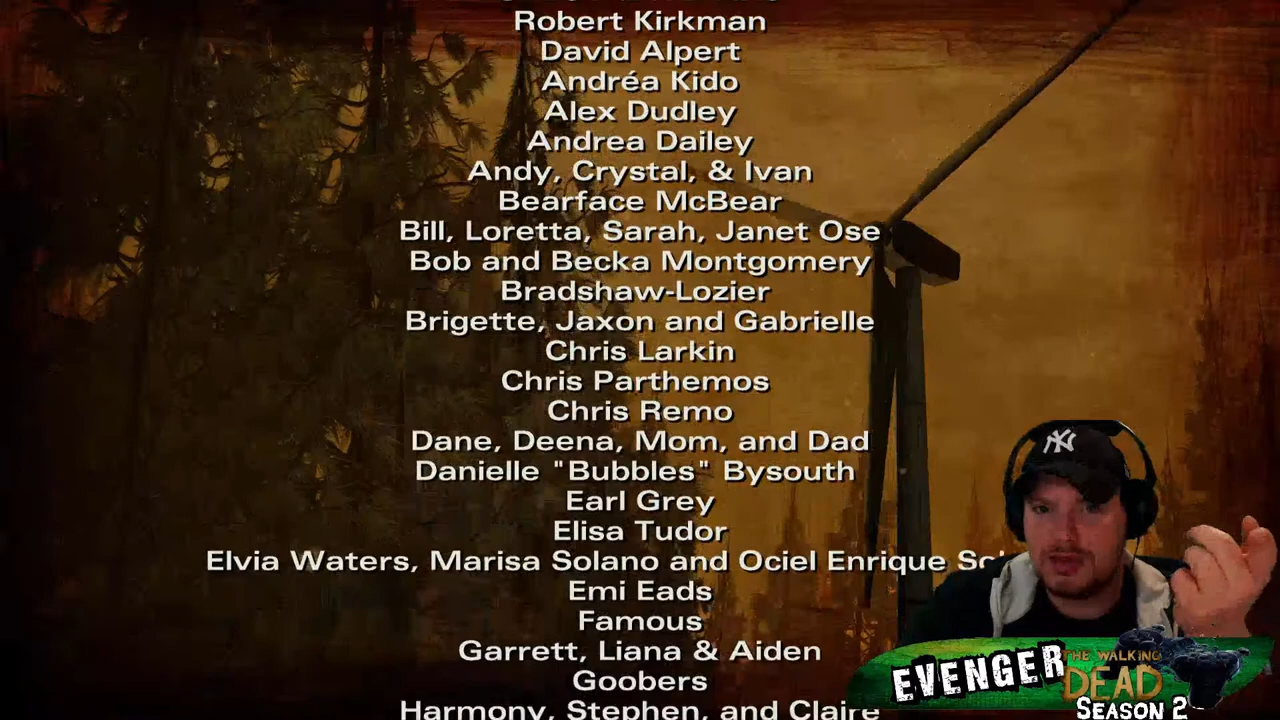 Robert Kirkman
David Alpert
Andréa Kido
Alex Dudley
Andrea Dailey
Andy, Crystal, & Ivan
Bearface McBear
Bill, Loretta, Sarah, Janet Ose
Bob and Becka Montgomery
Bradshaw-Lozier
Brigette, Jaxon and Gabrielle
Chris Larkin
Chris Parthemos
Chris Remo
Dane, Deena, Mom, and Dad
Danielle "Bubbles" Bysouth
Earl Grey
Elisa Tudor
Elvia Waters, Marisa Solano and Ociel Enrique
Emi Eads
Famous
Garrett, Liana & Aiden
Goobers
Harmony, Stephen, and Claire
NY
EVENGER
THE WALKING
DEAD
SEASON 2